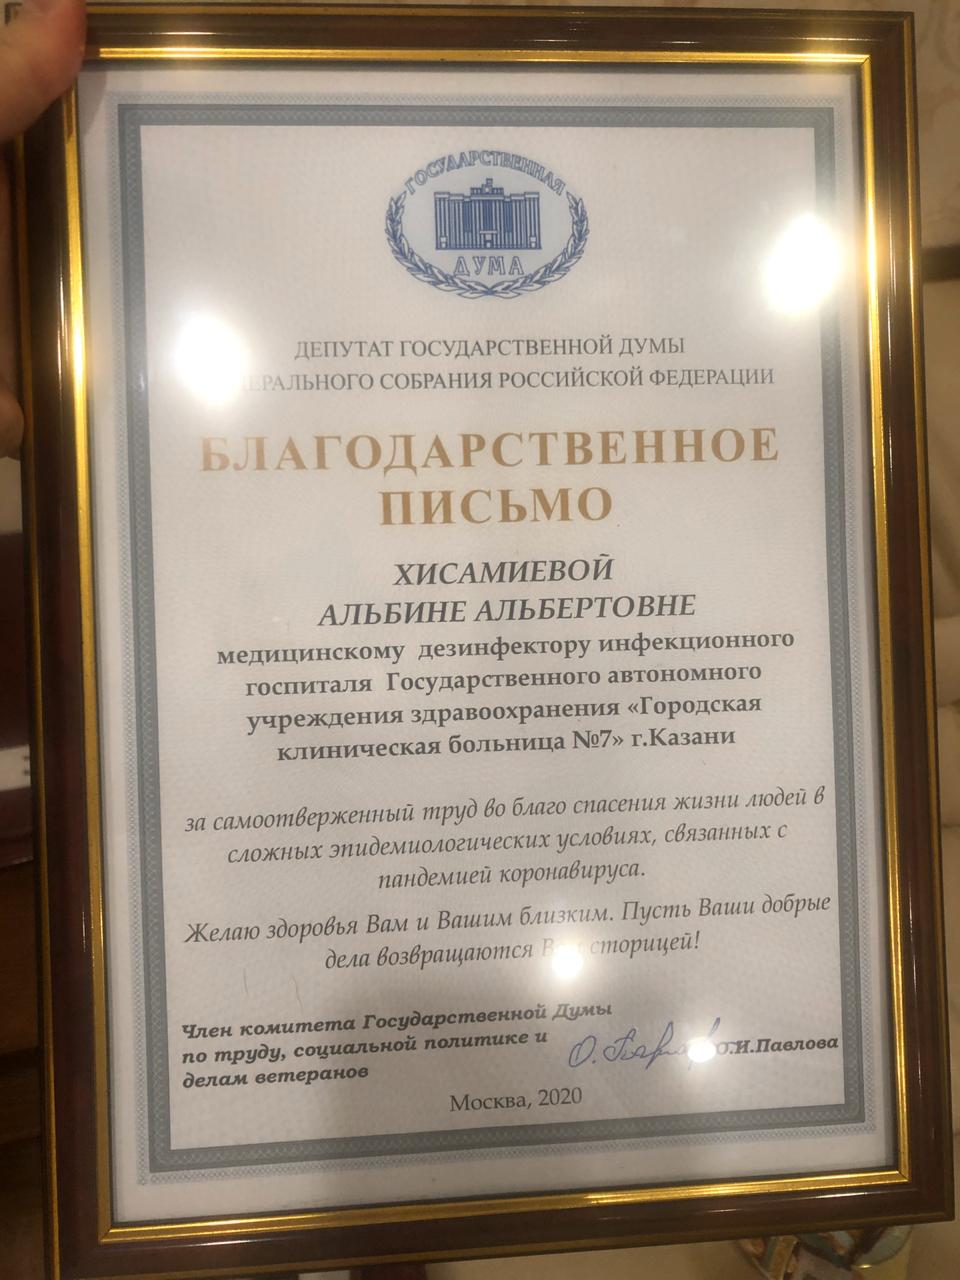 ГОСУДАРСТВЕННАЯ
ДУМА
ДЕПУТАТ ГОСУДАРСТВЕННОЙ ДУМЫ
СОБРАНИЯ РОССИЙСКОЙ ФЕДЕРАЦИИ
БЛАГОДАРСТВЕННОЕ
ПИСЬМО
ХИСАМИЕВОЙ
АЛЬБИНЕ АЛЬБЕРТОВНЕ
медицинскому дезинфектору инфекционного
госпиталя Государственного автономного
учреждения здравоохранения «Городская
клиническая больница №7» г.Казани
за самоотверженный труд во благо спасения жизни людей в
сложных эпидемиологических условиях, связанных с
пандемией коронавируса.
Желаю здоровья Вам и Вашим близким. Пусть Ваши добрые
дела возвращаются сторицей!
Член комитета Государственной Думы
по труду, социальной политике и
делам ветеранов
О.И.Павлова
Москва, 2020